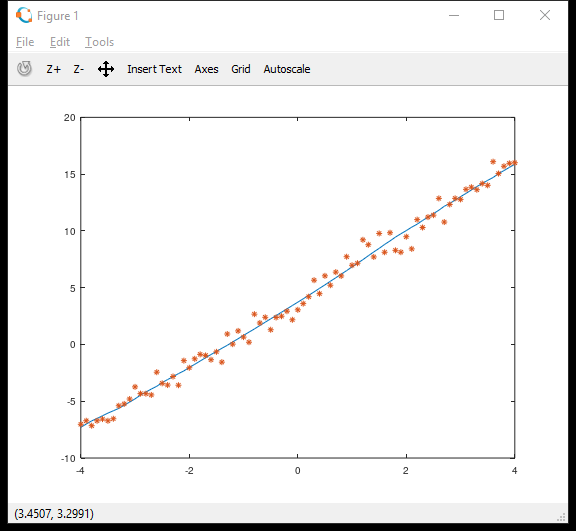 Figure 1
File Edit Tools
Z+ Z- Insert Text Axes Grid Autoscale
20
15
10
5
0
-5
-10
-4 -2 0 2 4
(3.4507, 3.2991)